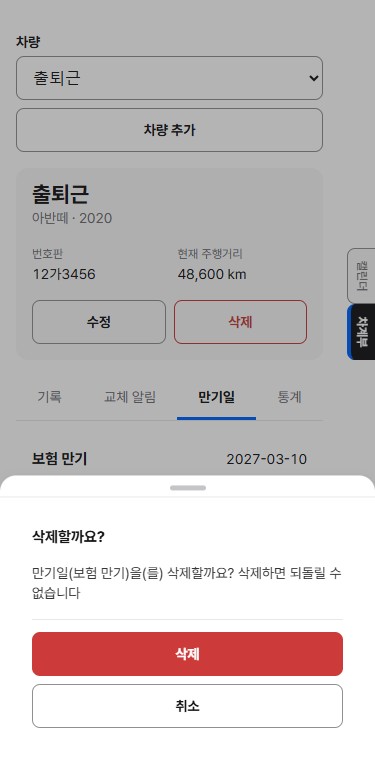 차량
출퇴근
차량 추가
출퇴근
아반떼 · 2020
번호판
현재 주행거리
12가3456
48,600 km
수정
삭제
캘린더
차계부
기록
교체 알림
만기일
통계
보험 만기
2027-03-10
삭제할까요?
만기일(보험 만기)을(를) 삭제할까요? 삭제하면 되돌릴 수
없습니다
삭제
취소